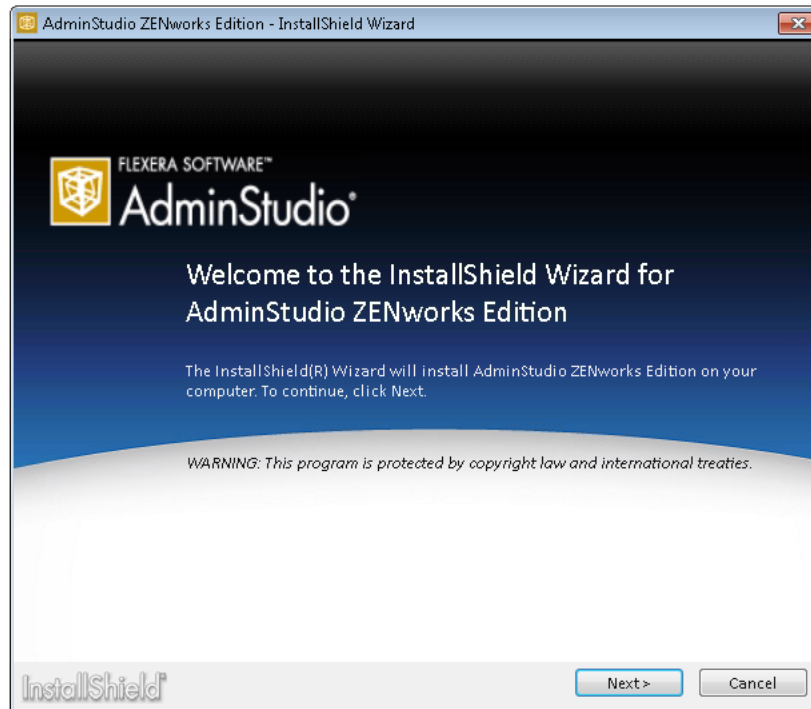 AdminStudio ZENworks Edition - InstallShield Wizard
FLEXERA SOFTWARE™
AdminStudio®
Welcome to the InstallShield Wizard for
AdminStudio ZENworks Edition
The InstallShield(R) Wizard will install AdminStudio ZENworks Edition on your
computer. To continue, click Next.
WARNING: This program is protected by copyright law and international treaties.
InstallShield®
Next >
Cancel